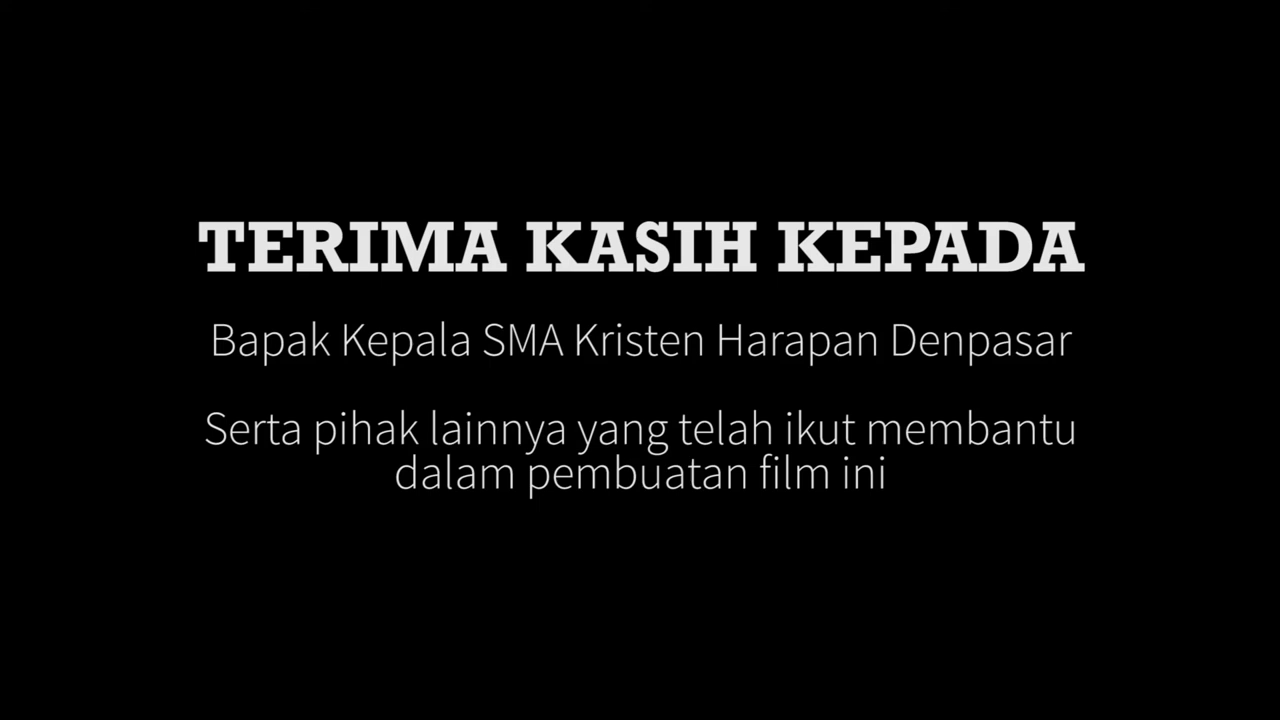 TERIMA KASIH KEPADA
Bapak Kepala SMA Kristen Harapan Denpasar
Serta pihak lainnya yang telah ikut membantu
dalam pembuatan film ini